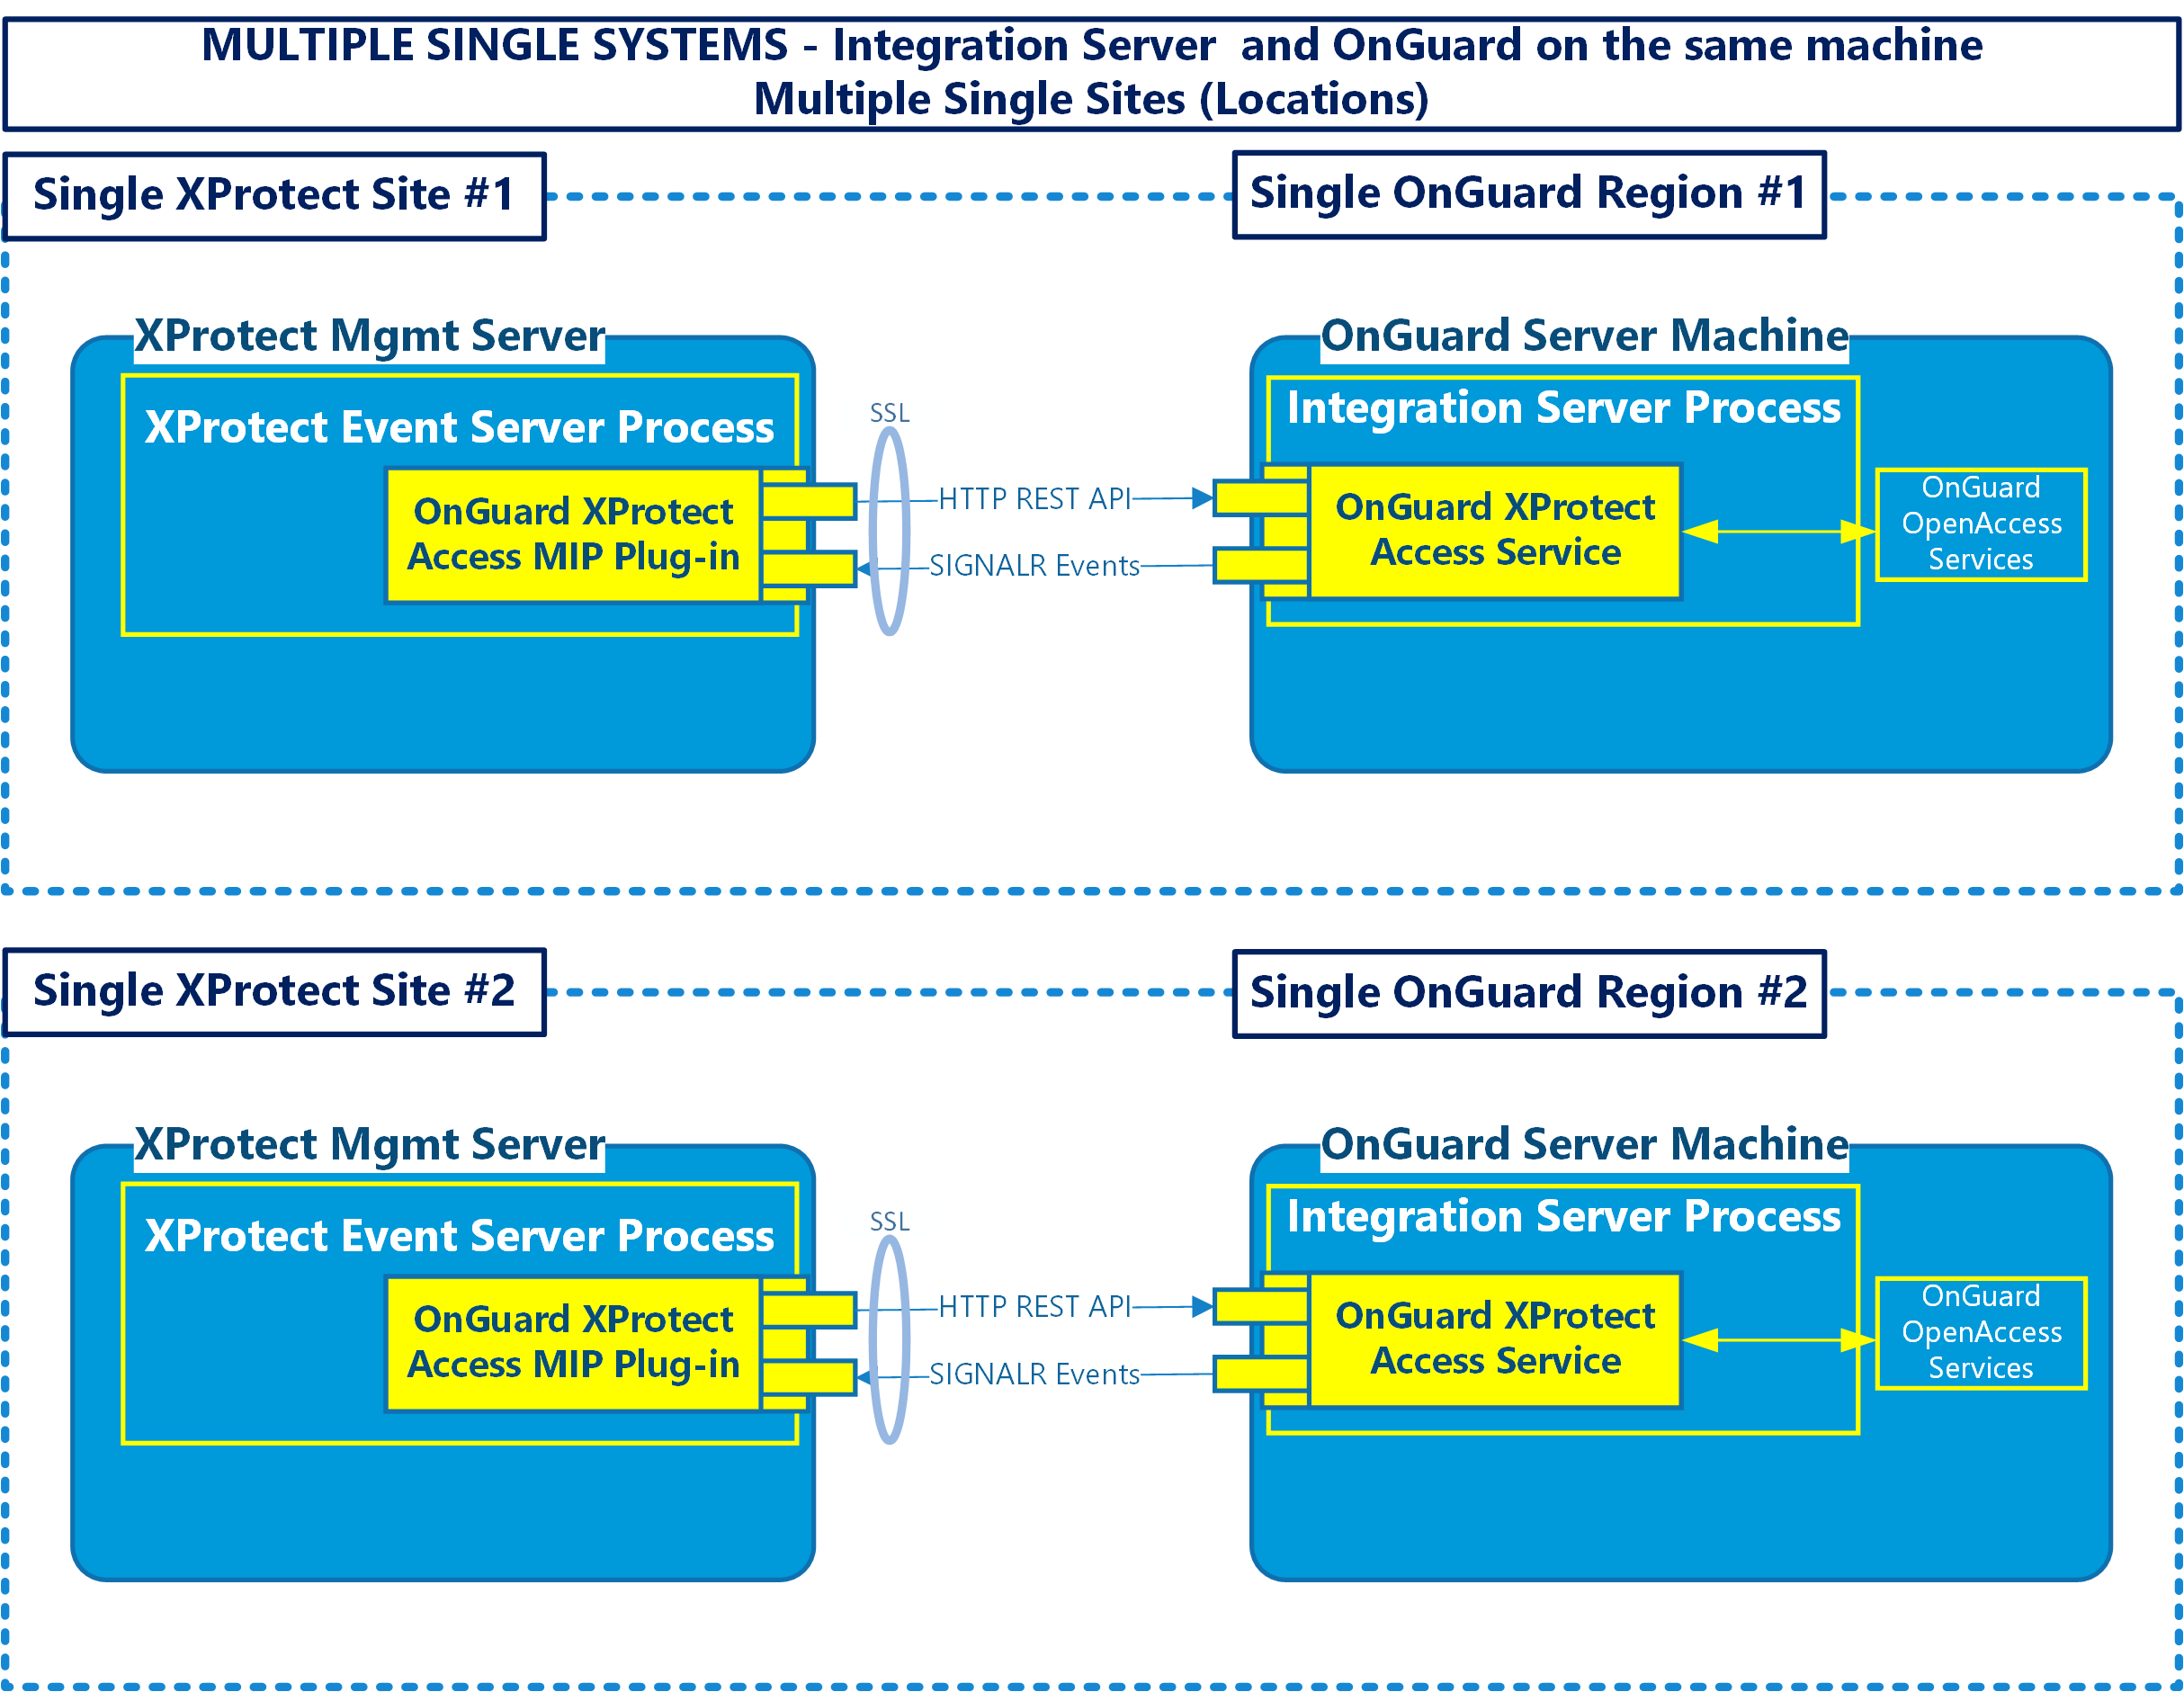 MULTIPLE SINGLE SYSTEMS - Integration Server and OnGuard on the same machine
Multiple Single Sites (Locations)
Single XProtect Site #1
Single OnGuard Region #1
XProtect Mgmt Server
XProtect Event Server Process
OnGuard XProtect
Access MIP Plug-in
SSL
HTTP REST API
SIGNALR Events
OnGuard Server Machine
Integration Server Process
OnGuard XProtect
Access Service
OnGuard
OpenAccess
Services
Single XProtect Site #2
Single OnGuard Region #2
XProtect Mgmt Server
XProtect Event Server Process
OnGuard XProtect
Access MIP Plug-in
SSL
HTTP REST API
SIGNALR Events
OnGuard Server Machine
Integration Server Process
OnGuard XProtect
Access Service
OnGuard
OpenAccess
Services